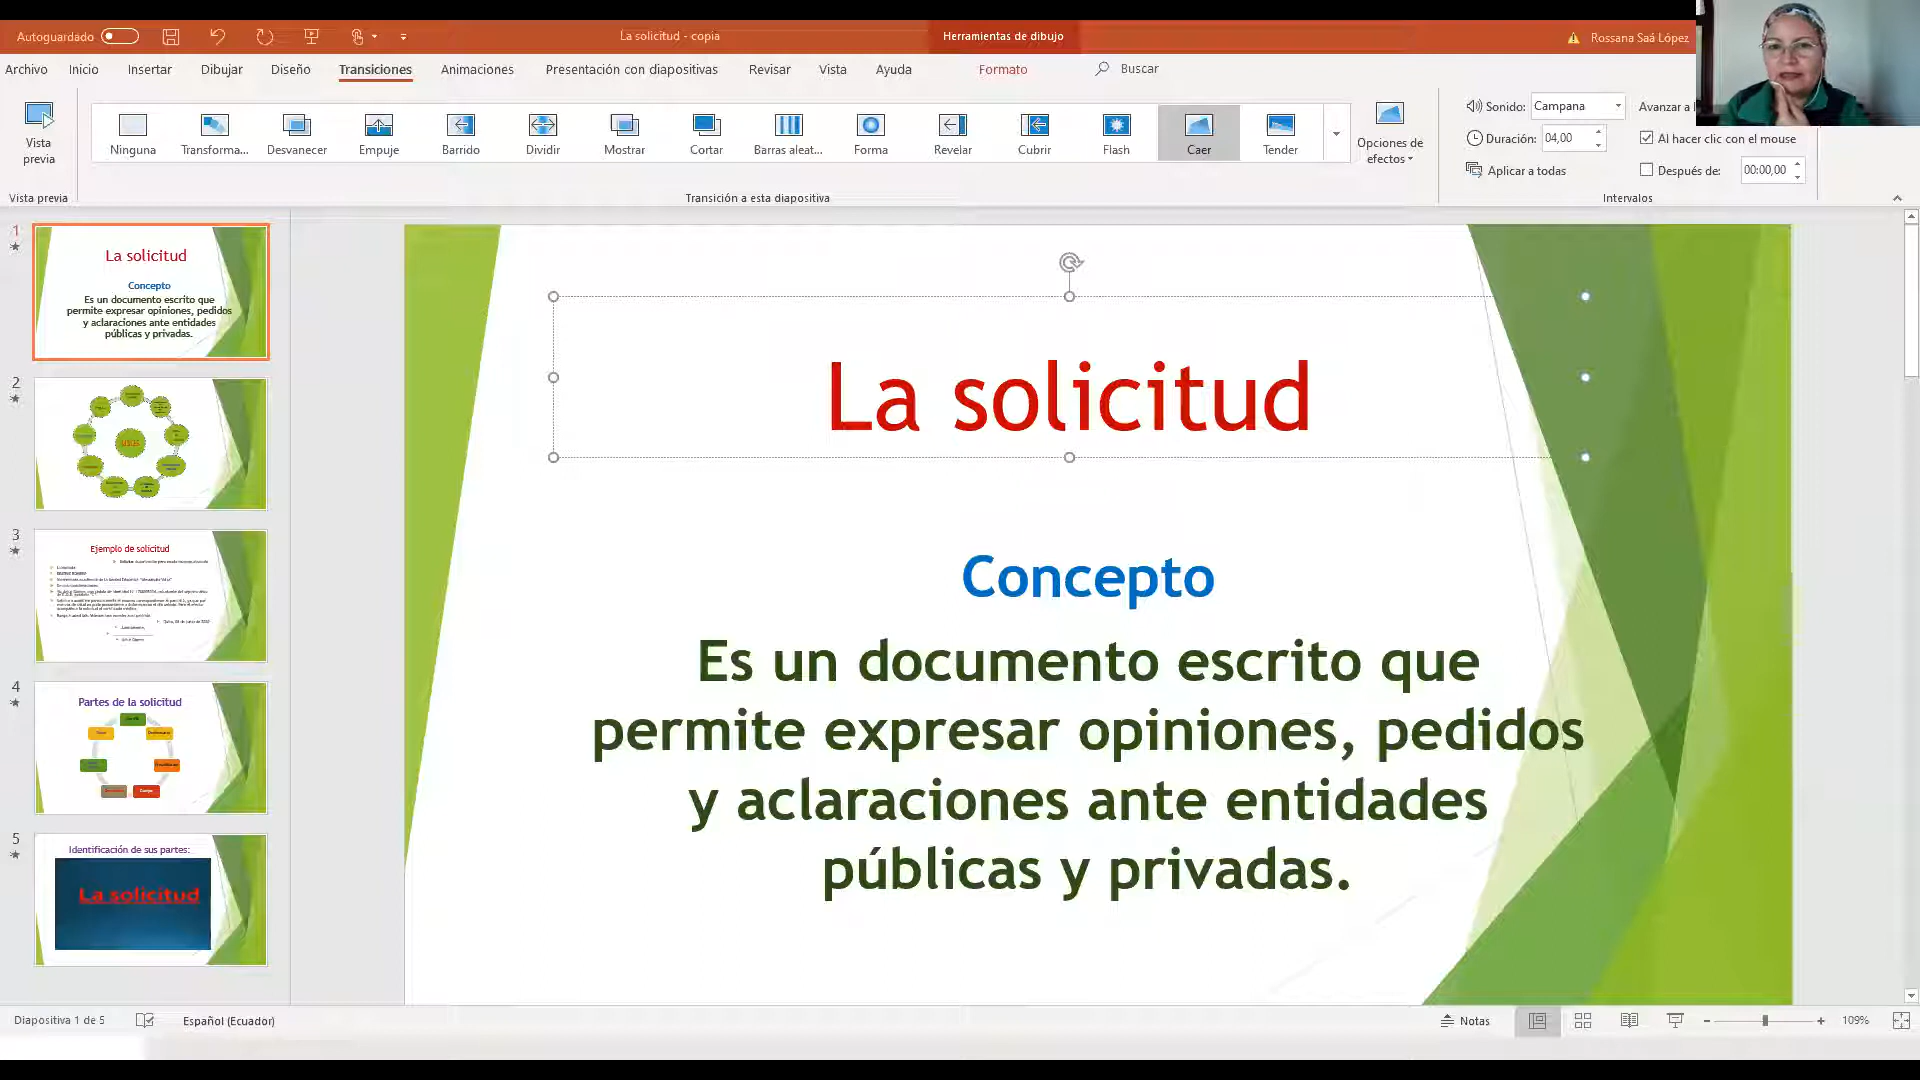 Autoguardado
La solicitud - copia
Herramientas de dibujo
Rossana Saá López
Archivo Inicio Insertar Dibujar Diseño Transiciones Animaciones Presentación con diapositivas Revisar Vista Ayuda Formato Buscar
Vista previa
Ninguna Transforma... Desvanecer Empuje Barrido Dividir Mostrar Cortar Barras aleat... Forma Revelar Cubrir Flash Caer Tender
Opciones de efectos
Sonido: Campana
Avanzar a
Duración: 04,00
Al hacer clic con el mouse
Aplicar a todas
Después de: 00:00,00
Vista previa
Transición a esta diapositiva
Intervalos
1
La solicitud
Concepto
Es un documento escrito que
permite expresar opiniones, pedidos
y aclaraciones ante entidades
públicas y privadas.
2
3
Ejemplo de solicitud
4
Partes de la solicitud
5
Identificación de sus partes:
La solicitud
La solicitud
Concepto
Es un documento escrito que
permite expresar opiniones, pedidos
y aclaraciones ante entidades
públicas y privadas.
Diapositiva 1 de 5
Español (Ecuador)
Notas
109%